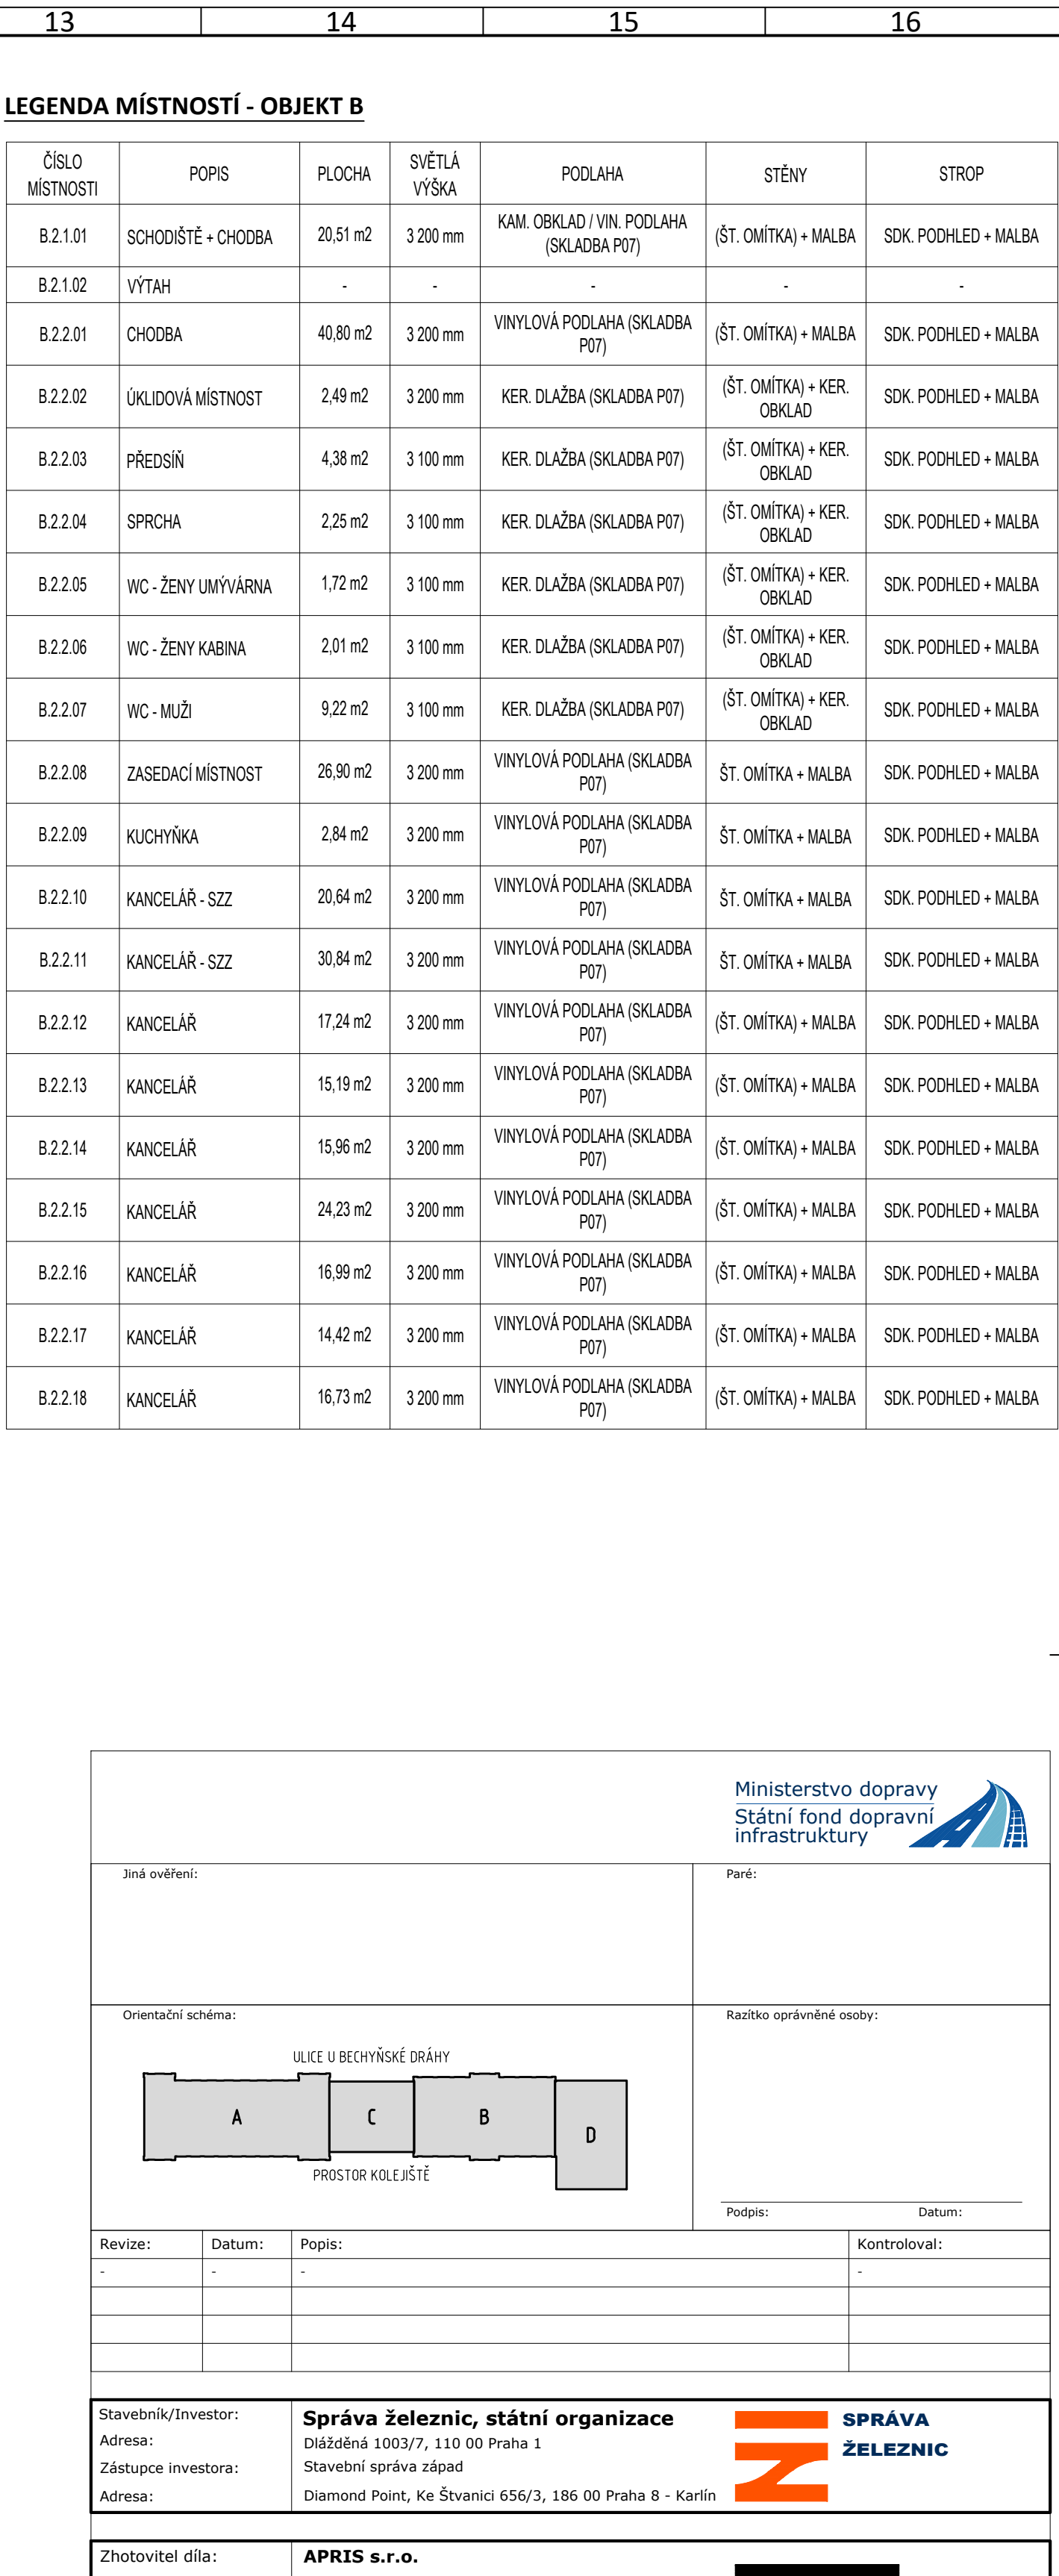 13 14 15 16
LEGENDA MÍSTNOSTÍ - OBJEKT B
ČÍSLO MÍSTNOSTI POPIS PLOCHA SVĚTLÁ VÝŠKA PODLAHA STĚNY STROP
B.2.1.01 SCHODIŠTĚ + CHODBA 20,51 m2 3 200 mm KAM. OBKLAD / VIN. PODLAHA (SKLADBA P07) (ŠT. OMÍTKA) + MALBA SDK. PODHLED + MALBA
B.2.1.02 VÝTAH - - - - -
B.2.2.01 CHODBA 40,80 m2 3 200 mm VINYLOVÁ PODLAHA (SKLADBA P07) (ŠT. OMÍTKA) + MALBA SDK. PODHLED + MALBA
B.2.2.02 ÚKLIDOVÁ MÍSTNOST 2,49 m2 3 200 mm KER. DLAŽBA (SKLADBA P07) (ŠT. OMÍTKA) + KER. OBKLAD SDK. PODHLED + MALBA
B.2.2.03 PŘEDSÍŇ 4,38 m2 3 100 mm KER. DLAŽBA (SKLADBA P07) (ŠT. OMÍTKA) + KER. OBKLAD SDK. PODHLED + MALBA
B.2.2.04 SPRCHA 2,25 m2 3 100 mm KER. DLAŽBA (SKLADBA P07) (ŠT. OMÍTKA) + KER. OBKLAD SDK. PODHLED + MALBA
B.2.2.05 WC - ŽENY UMÝVÁRNA 1,72 m2 3 100 mm KER. DLAŽBA (SKLADBA P07) (ŠT. OMÍTKA) + KER. OBKLAD SDK. PODHLED + MALBA
B.2.2.06 WC - ŽENY KABINA 2,01 m2 3 100 mm KER. DLAŽBA (SKLADBA P07) (ŠT. OMÍTKA) + KER. OBKLAD SDK. PODHLED + MALBA
B.2.2.07 WC - MUŽI 9,22 m2 3 100 mm KER. DLAŽBA (SKLADBA P07) (ŠT. OMÍTKA) + KER. OBKLAD SDK. PODHLED + MALBA
B.2.2.08 ZASEDACÍ MÍSTNOST 26,90 m2 3 200 mm VINYLOVÁ PODLAHA (SKLADBA P07) ŠT. OMÍTKA + MALBA SDK. PODHLED + MALBA
B.2.2.09 KUCHYŇKA 2,84 m2 3 200 mm VINYLOVÁ PODLAHA (SKLADBA P07) ŠT. OMÍTKA + MALBA SDK. PODHLED + MALBA
B.2.2.10 KANCELÁŘ - SZZ 20,64 m2 3 200 mm VINYLOVÁ PODLAHA (SKLADBA P07) ŠT. OMÍTKA + MALBA SDK. PODHLED + MALBA
B.2.2.11 KANCELÁŘ - SZZ 30,84 m2 3 200 mm VINYLOVÁ PODLAHA (SKLADBA P07) ŠT. OMÍTKA + MALBA SDK. PODHLED + MALBA
B.2.2.12 KANCELÁŘ 17,24 m2 3 200 mm VINYLOVÁ PODLAHA (SKLADBA P07) (ŠT. OMÍTKA) + MALBA SDK. PODHLED + MALBA
B.2.2.13 KANCELÁŘ 15,19 m2 3 200 mm VINYLOVÁ PODLAHA (SKLADBA P07) (ŠT. OMÍTKA) + MALBA SDK. PODHLED + MALBA
B.2.2.14 KANCELÁŘ 15,96 m2 3 200 mm VINYLOVÁ PODLAHA (SKLADBA P07) (ŠT. OMÍTKA) + MALBA SDK. PODHLED + MALBA
B.2.2.15 KANCELÁŘ 24,23 m2 3 200 mm VINYLOVÁ PODLAHA (SKLADBA P07) (ŠT. OMÍTKA) + MALBA SDK. PODHLED + MALBA
B.2.2.16 KANCELÁŘ 16,99 m2 3 200 mm VINYLOVÁ PODLAHA (SKLADBA P07) (ŠT. OMÍTKA) + MALBA SDK. PODHLED + MALBA
B.2.2.17 KANCELÁŘ 14,42 m2 3 200 mm VINYLOVÁ PODLAHA (SKLADBA P07) (ŠT. OMÍTKA) + MALBA SDK. PODHLED + MALBA
B.2.2.18 KANCELÁŘ 16,73 m2 3 200 mm VINYLOVÁ PODLAHA (SKLADBA P07) (ŠT. OMÍTKA) + MALBA SDK. PODHLED + MALBA
Ministerstvo dopravy
Státní fond dopravní
infrastruktury
Jiná ověření: Paré:
Orientační schéma: Razítko oprávněné osoby:
ULICE U BECHYŇSKÉ DRÁHY
A C B D
PROSTOR KOLEJIŠTĚ
Podpis: Datum:
Revize: Datum: Popis: Kontroloval:
- - - -
Stavebník/Investor: Správa železnic, státní organizace
Adresa: Dlážděná 1003/7, 110 00 Praha 1
Zástupce investora: Stavební správa západ
Adresa: Diamond Point, Ke Štvanici 656/3, 186 00 Praha 8 - Karlín
SPRÁVA
ŽELEZNIC
Zhotovitel díla: APRIS s.r.o.